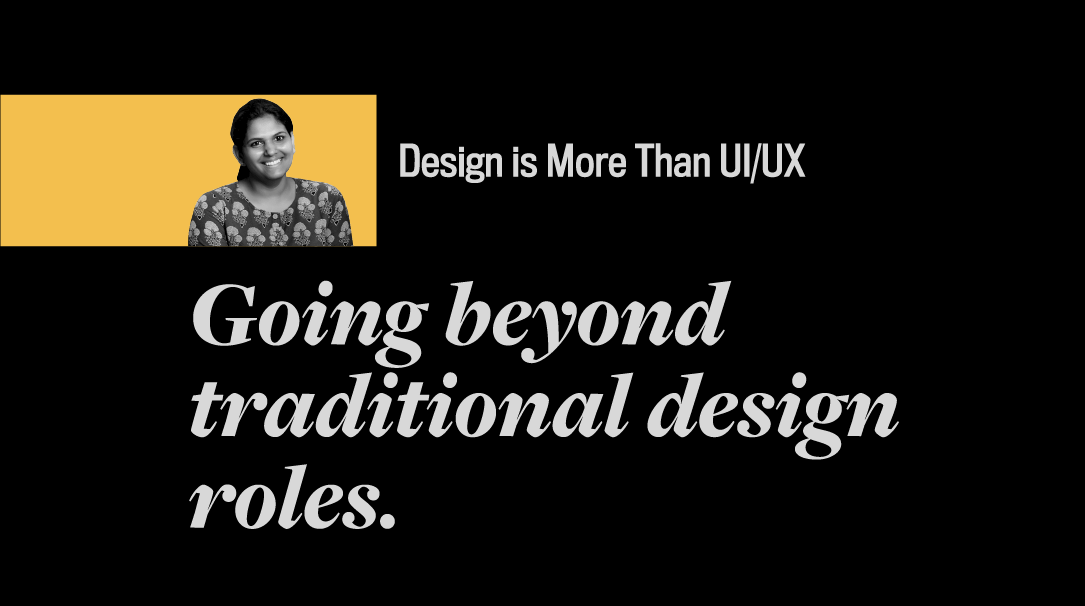 Design is More Than UI/UX
Going beyond
traditional design
roles.